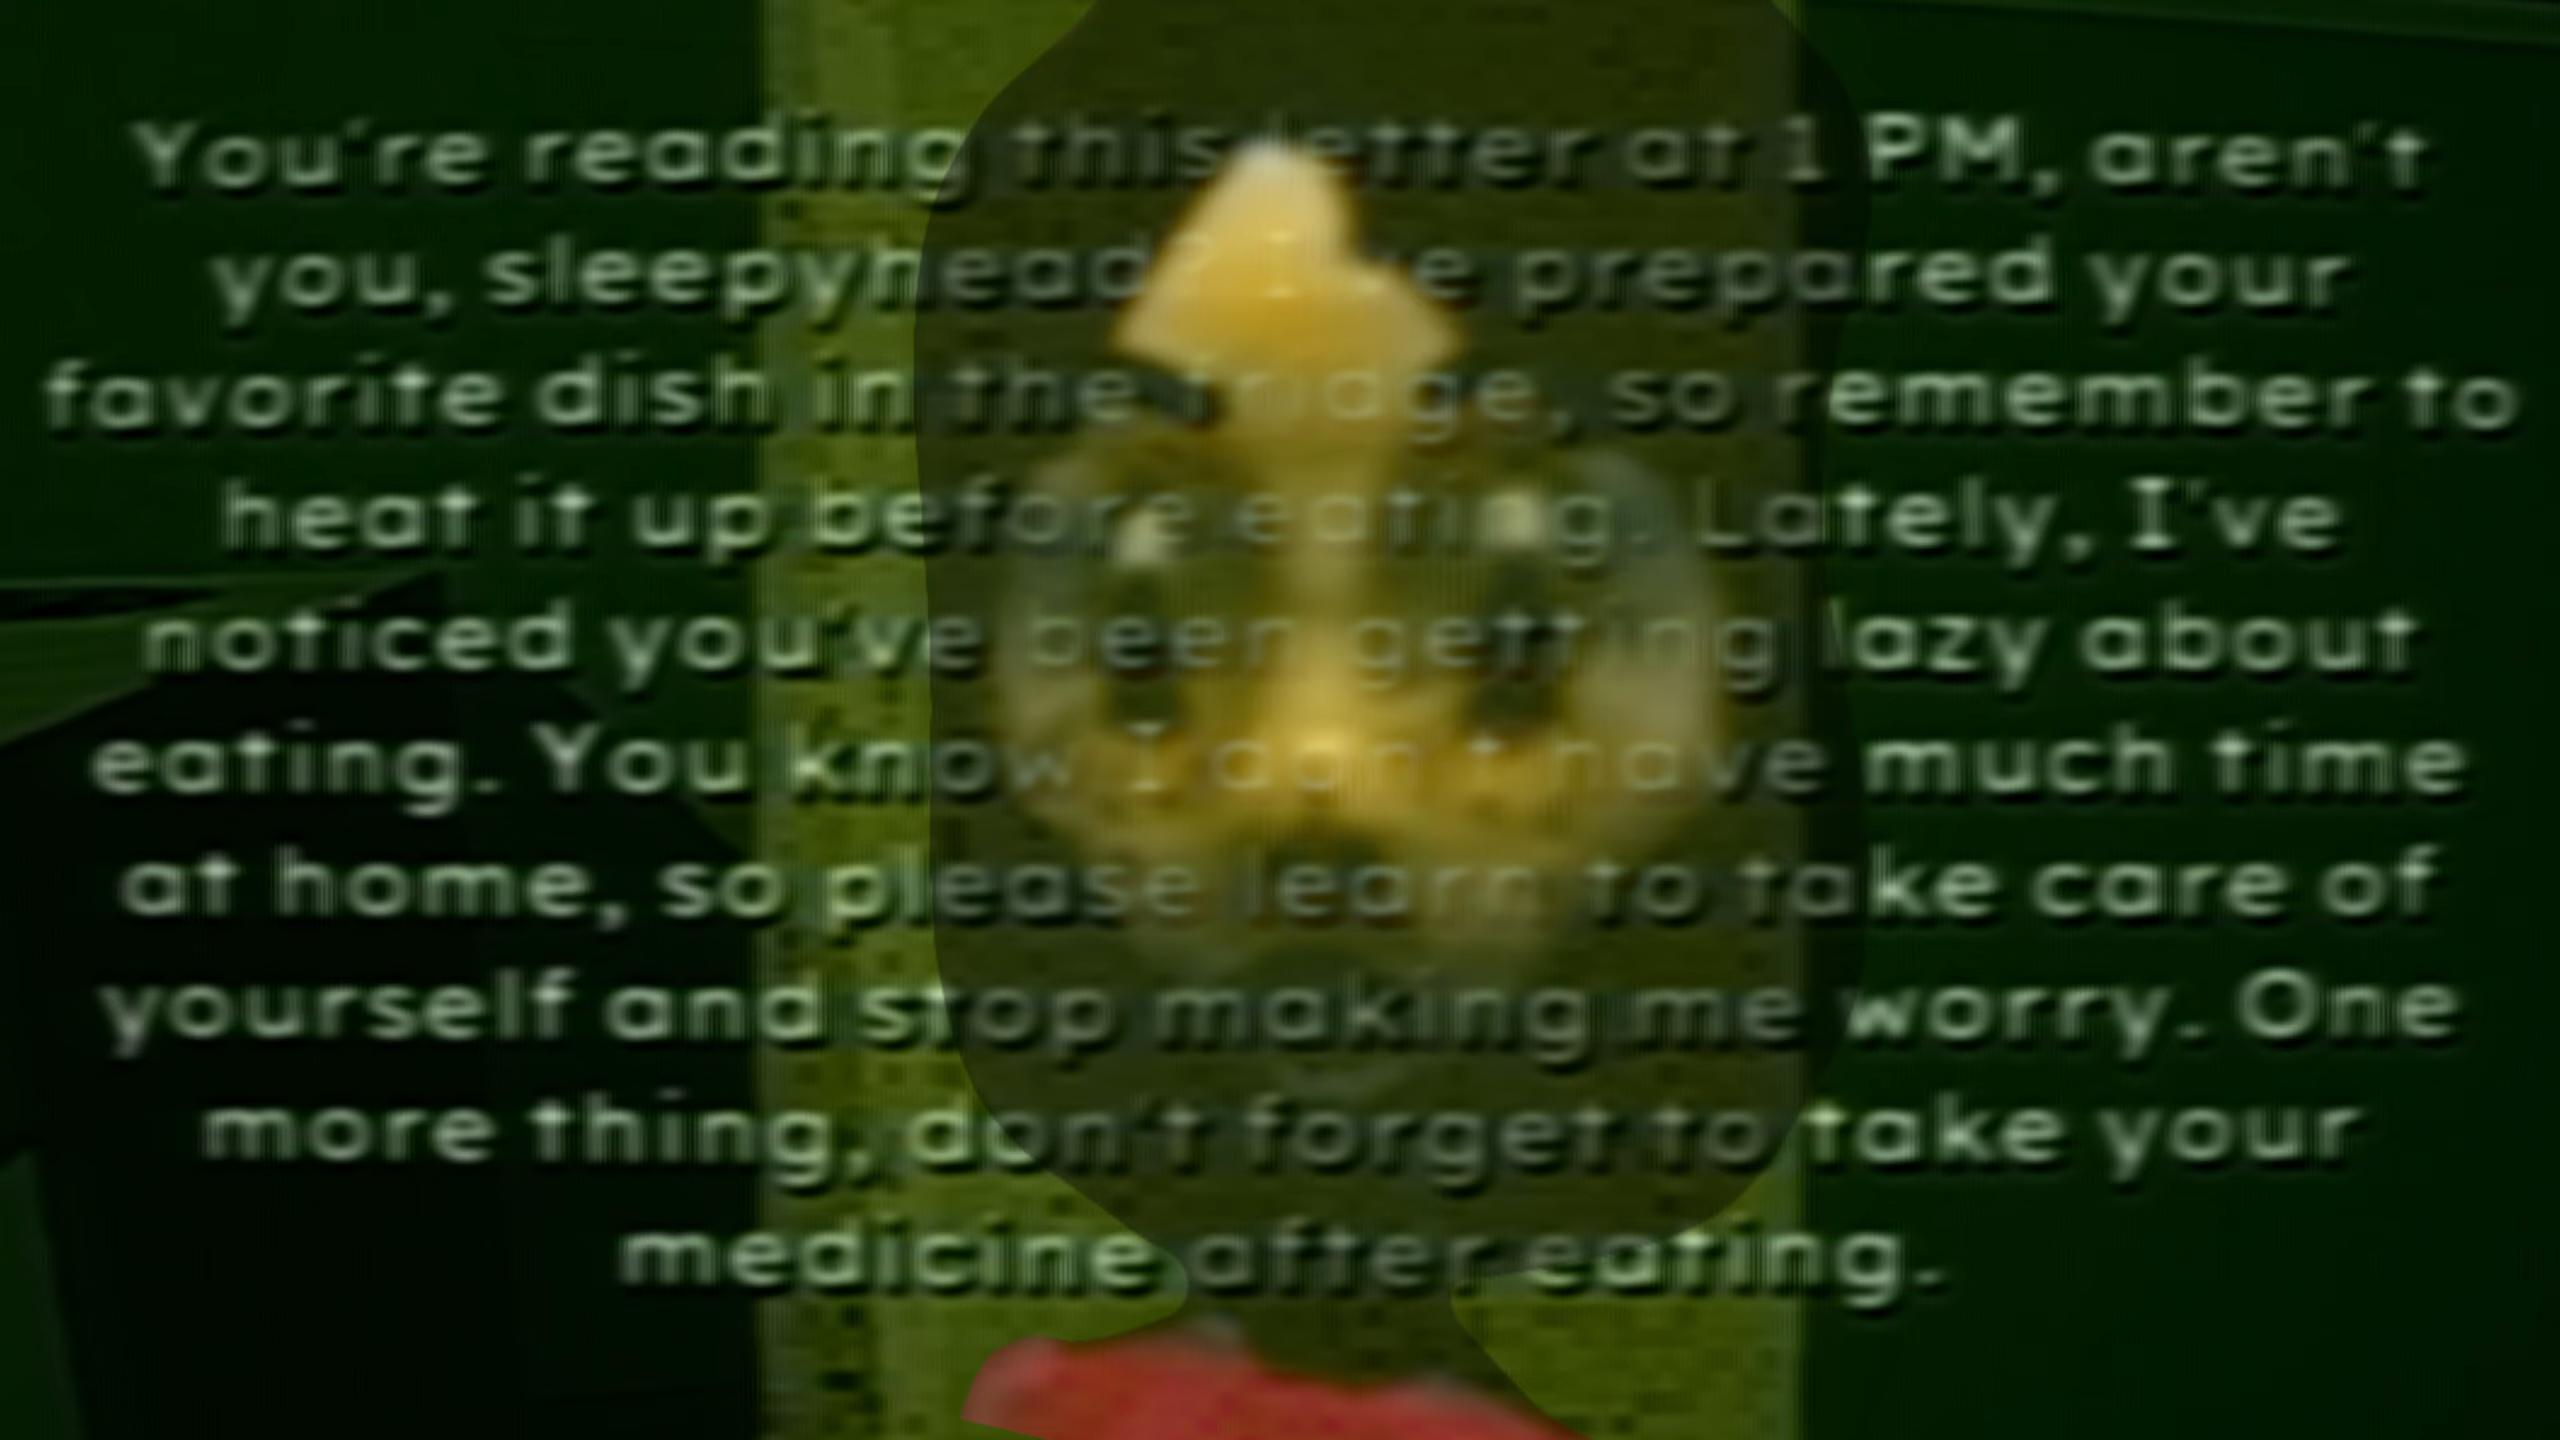 You're reading this letter at 1 PM, aren't
you, sleepyhead? I've prepared your
favorite dish in the fridge, so remember to
heat it up before eating. Lately, I've
noticed you've been getting lazy about
eating. You know I don't have much time
at home, so please learn to take care of
yourself and stop making me worry. One
more thing, don't forget to take your
medicine after eating.